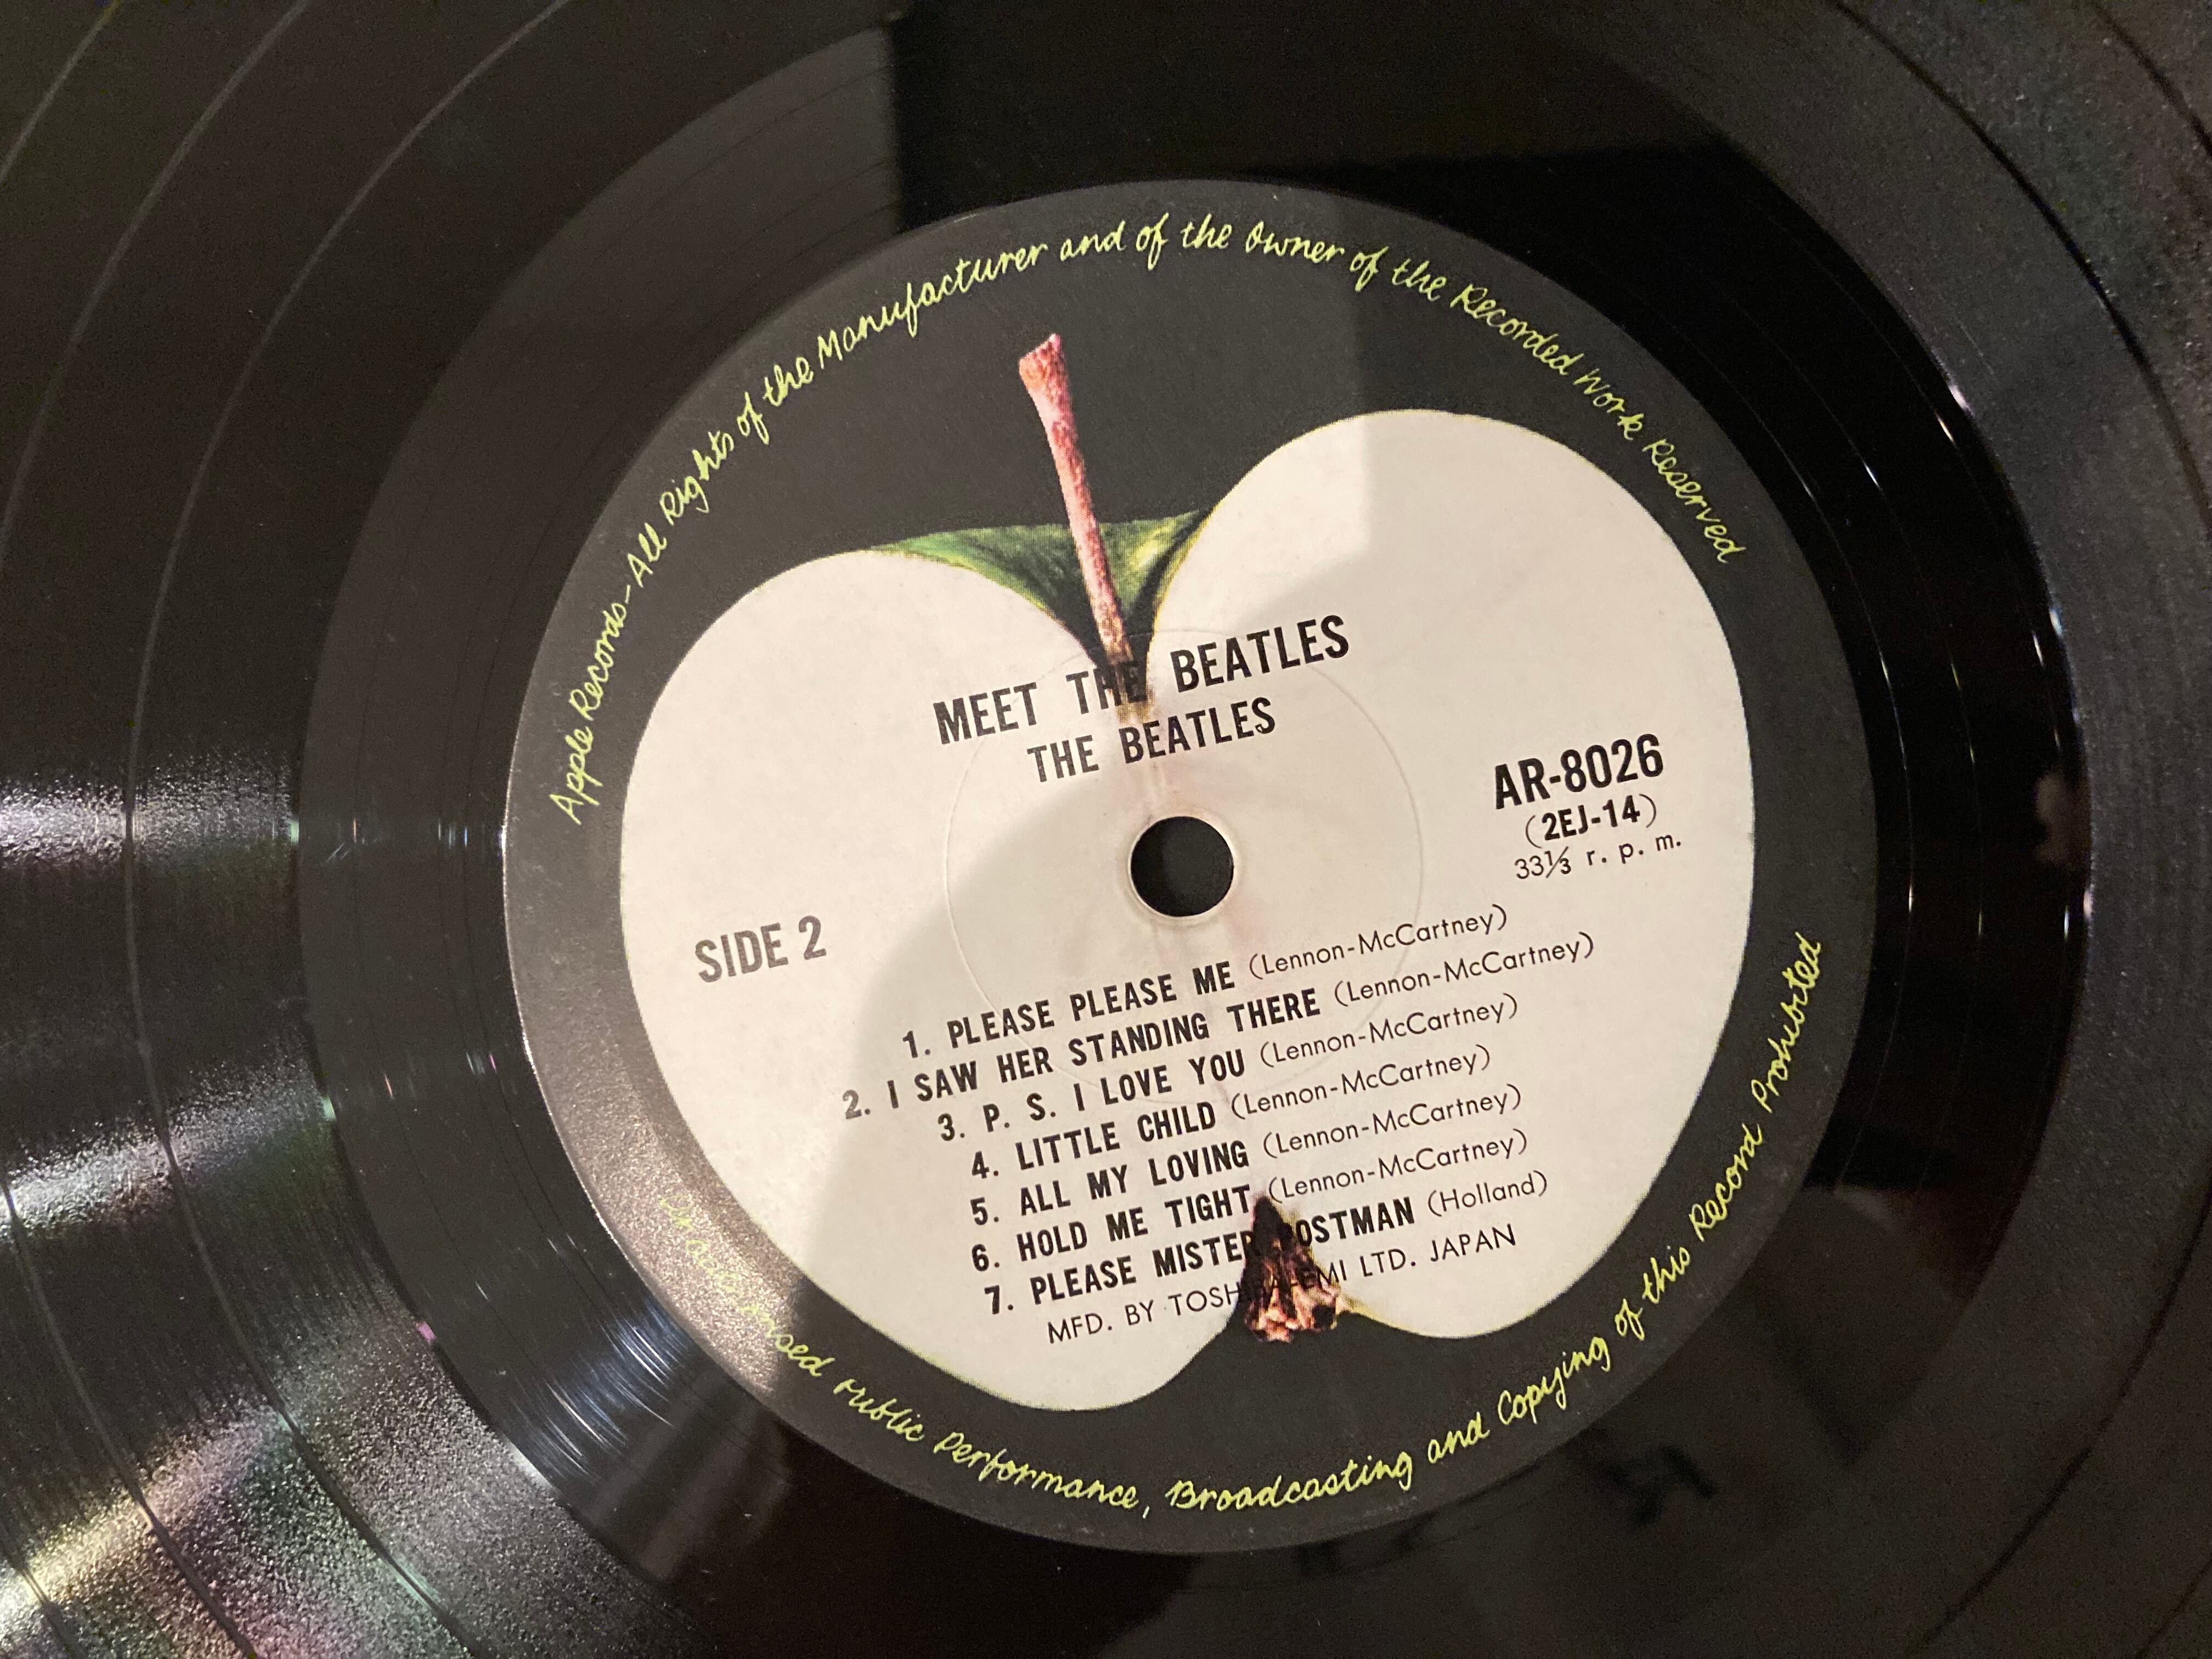 Apple Records—All Rights of the Manufacturer and of the Owner of the Recorded Work Reserved
MEET THE BEATLES
THE BEATLES
AR-8026
(2EJ-14)
33⅓ r. p. m.
SIDE 2
1. PLEASE PLEASE ME (Lennon-McCartney)
2. I SAW HER STANDING THERE (Lennon-McCartney)
3. P. S. I LOVE YOU (Lennon-McCartney)
4. LITTLE CHILD (Lennon-McCartney)
5. ALL MY LOVING (Lennon-McCartney)
6. HOLD ME TIGHT (Lennon-McCartney)
7. PLEASE MISTER POSTMAN (Holland)
MFD. BY TOSHIBA-EMI LTD. JAPAN
Unauthorised Public Performance, Broadcasting and Copying of this Record Prohibited